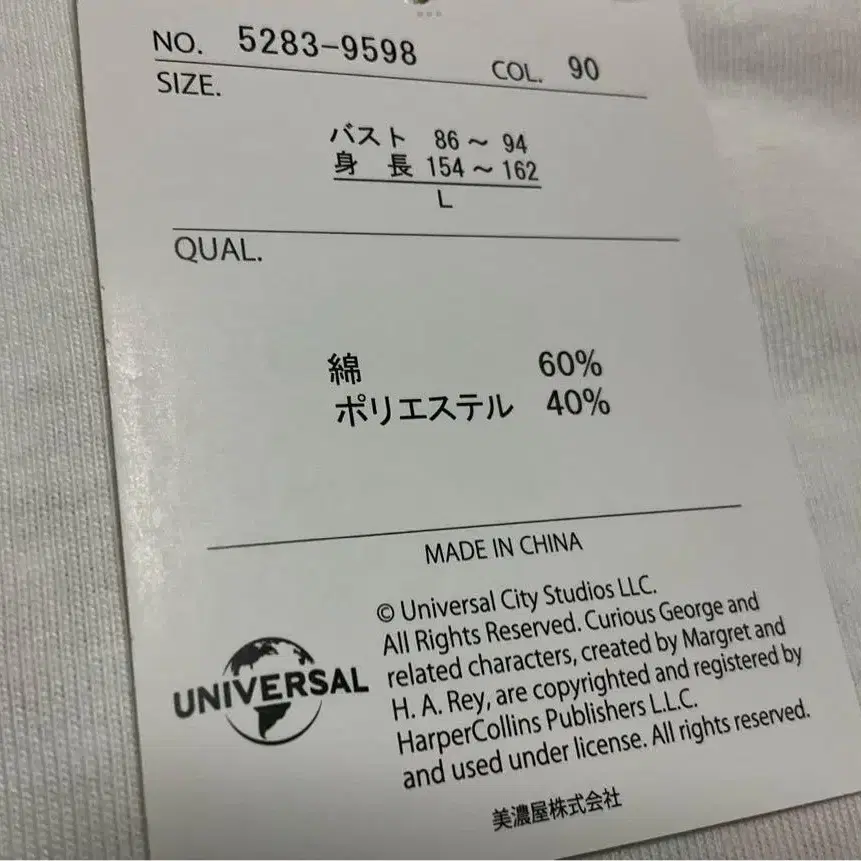 NO. 5283-9598 COL. 90
SIZE.
バスト 86～94
身 長 154～162
L
QUAL.
綿 60%
ポリエステル 40%
MADE IN CHINA
© Universal City Studios LLC.
All Rights Reserved. Curious George and
related characters, created by Margret and
H. A. Rey, are copyrighted and registered by
HarperCollins Publishers L.L.C.
and used under license. All rights reserved.
UNIVERSAL
美濃屋株式会社